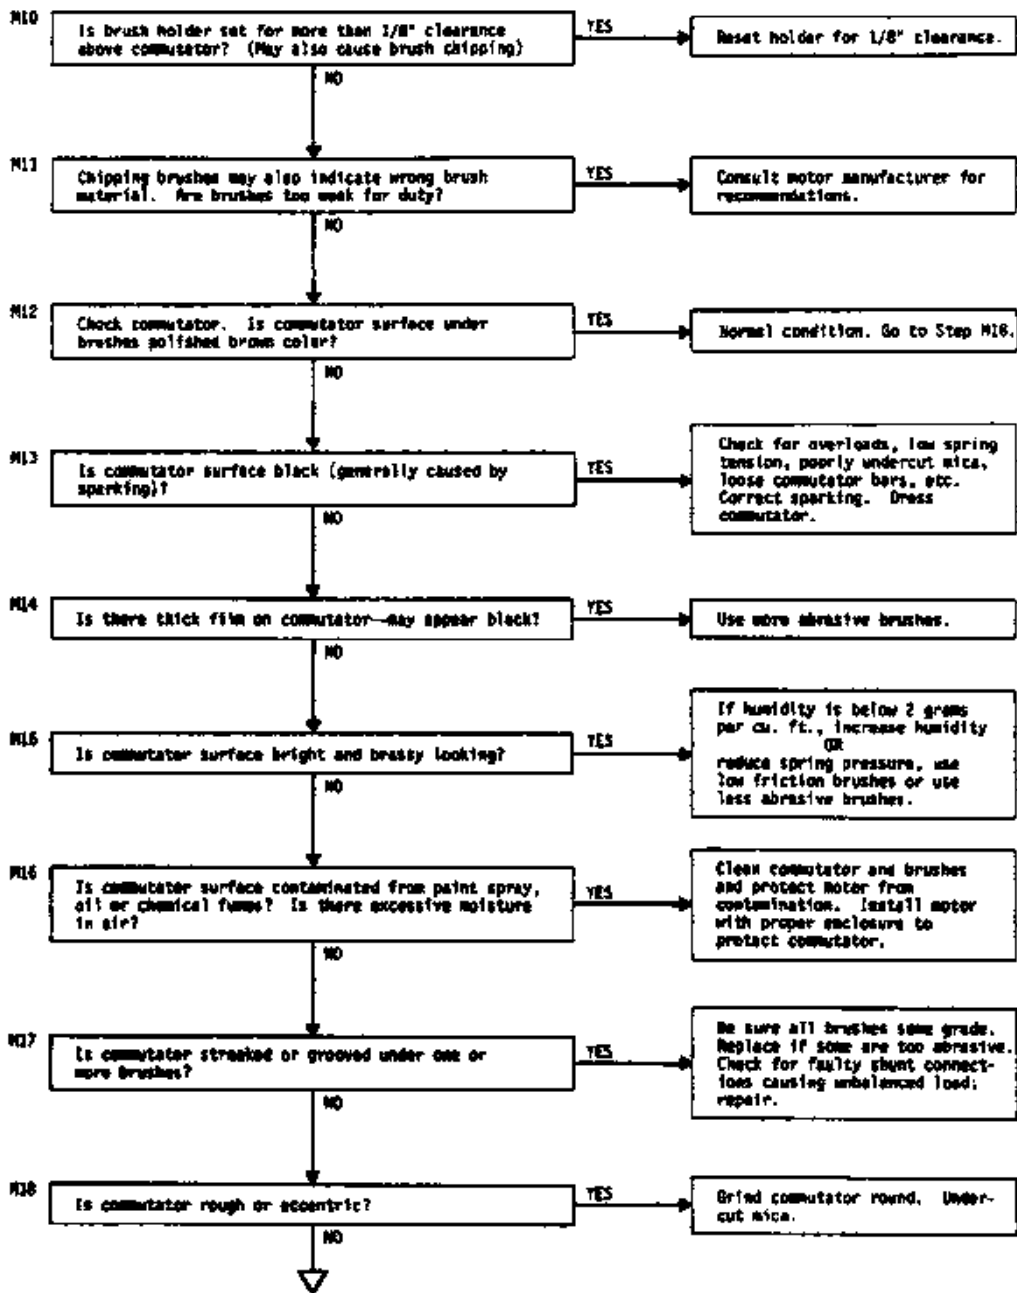 M10
Is brush holder set for more than 1/8" clearance
above commutator? (May also cause brush chipping)
YES
Reset holder for 1/8" clearance.
NO
M11
Chipping brushes may also indicate wrong brush
material. Are brushes too weak for duty?
YES
Consult motor manufacturer for
recommendations.
NO
M12
Check commutator. Is commutator surface under
brushes polished brown color?
YES
Normal condition. Go to Step M18.
NO
M13
Is commutator surface black (generally caused by
sparking)?
YES
Check for overloads, low spring
tension, poorly undercut mica,
loose commutator bars, etc.
Correct sparking. Dress
commutator.
NO
M14
Is there thick film on commutator—may appear black?
YES
Use more abrasive brushes.
NO
M15
Is commutator surface bright and brassy looking?
YES
If humidity is below 2 grams
per cu. ft., increase humidity
OR
reduce spring pressure, use
low friction brushes or use
less abrasive brushes.
NO
M16
Is commutator surface contaminated from paint spray,
oil or chemical fumes? Is there excessive moisture
in air?
YES
Clean commutator and brushes
and protect motor from
contamination. Install motor
with proper enclosure to
protect commutator.
NO
M17
Is commutator streaked or grooved under one or
more brushes?
YES
Be sure all brushes same grade.
Replace if some are too abrasive.
Check for faulty shunt connect-
ions causing unbalanced load;
repair.
NO
M18
Is commutator rough or eccentric?
YES
Grind commutator round. Under-
cut mica.
NO